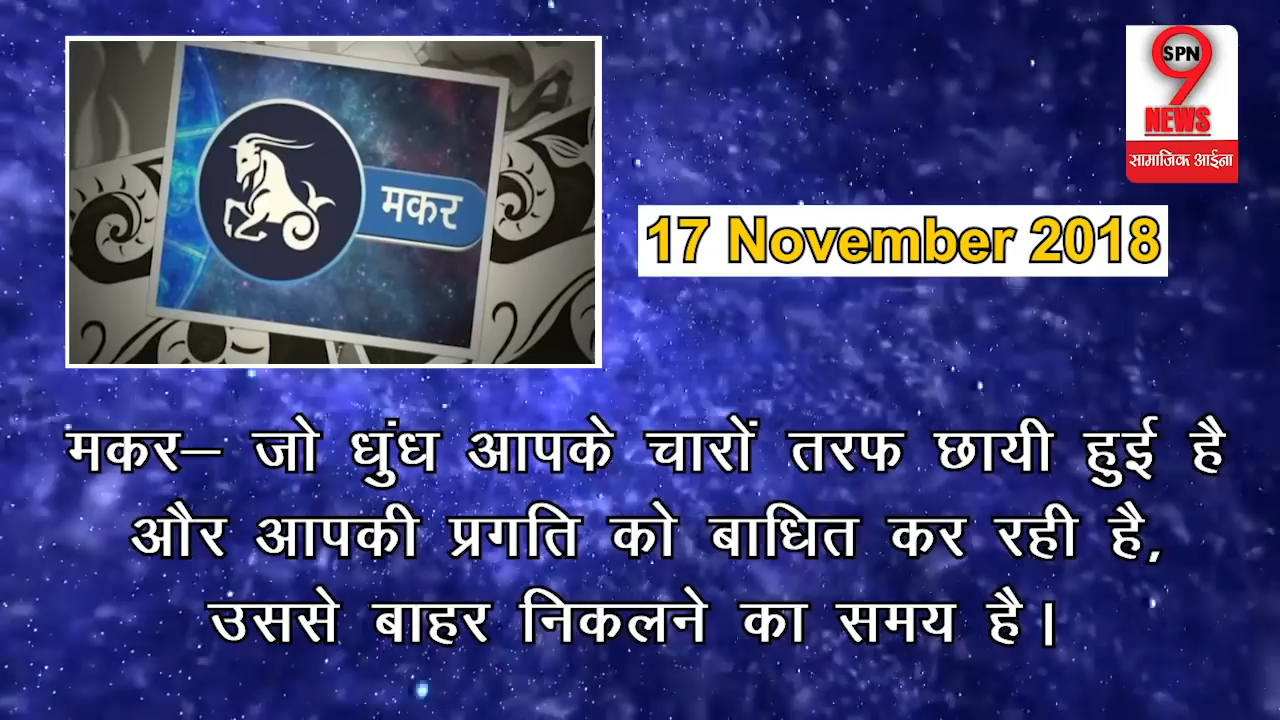 मकर
SPN
9
NEWS
सामाजिक आईना
17 November 2018
मकर– जो धुंध आपके चारों तरफ छायी हुई है
और आपकी प्रगति को बाधित कर रही है,
उससे बाहर निकलने का समय है।